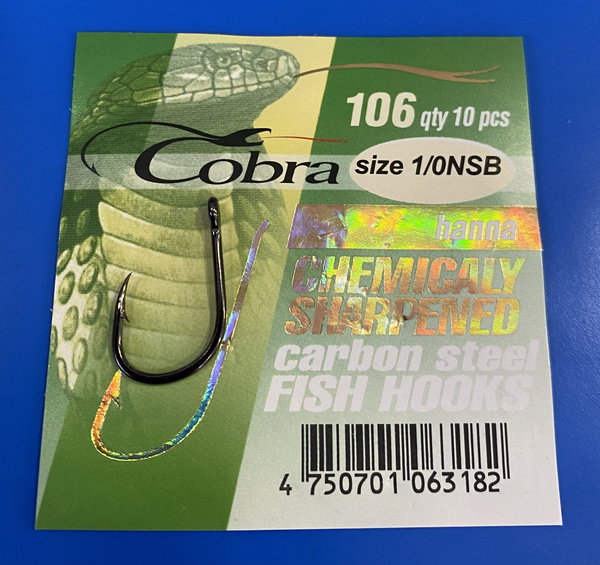 106 qty 10 pcs
Cobra
size 1/0NSB
hanna
CHEMICALY
SHARPENED
carbon steel
FISH HOOKS
4 750701 063182